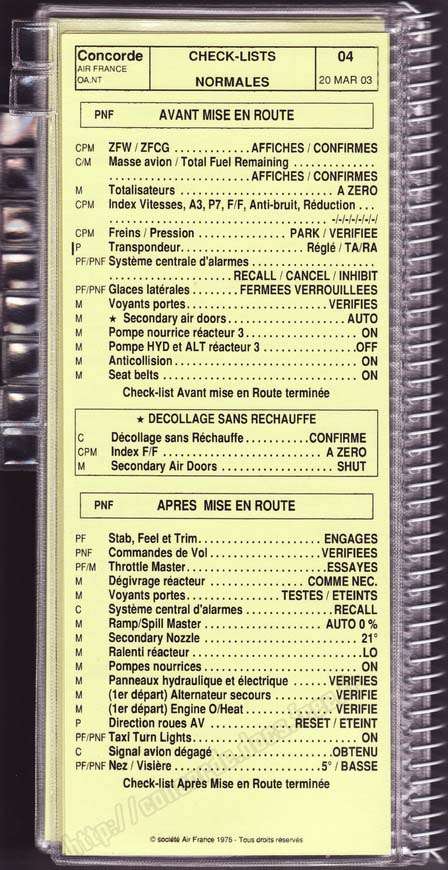 Concorde
AIR FRANCE
OA.NT
CHECK-LISTS
NORMALES
04
20 MAR 03
PNF AVANT MISE EN ROUTE
CPM ZFW / ZFCG .................. AFFICHES / CONFIRMES
C/M Masse avion / Total Fuel Remaining ..............
.................. AFFICHES / CONFIRMES
M Totalisateurs .................. A ZERO
CPM Index Vitesses, A3, P7, F/F, Anti-bruit, Réduction ...
.................. -/-/-/-/-/-/
CPM Freins / Pression .................. PARK / VERIFIEE
P Transpondeur .................. Réglé / TA/RA
PF/PNF Système centrale d'alarmes ..................
.................. RECALL / CANCEL / INHIBIT
PF/PNF Glaces latérales ........ FERMEES VERROUILLEES
M Voyants portes .................. VERIFIES
M ★ Secondary air doors .................. AUTO
M Pompe nourrice réacteur 3 .................. ON
M Pompe HYD et ALT réacteur 3 .................. OFF
M Anticollision .................. ON
M Seat belts .................. ON
Check-list Avant mise en Route terminée
★ DECOLLAGE SANS RECHAUFFE
C Décollage sans Réchauffe .......... CONFIRME
CPM Index F/F .................. A ZERO
M Secondary Air Doors .................. SHUT
PNF APRES MISE EN ROUTE
PF Stab, Feel et Trim .................. ENGAGES
PNF Commandes de Vol .................. VERIFIEES
PF/M Throttle Master .................. ESSAYES
M Dégivrage réacteur .................. COMME NEC.
M Voyants portes .................. TESTES / ETEINTS
C Système central d'alarmes .................. RECALL
M Ramp/Spill Master .................. AUTO 0 %
M Secondary Nozzle .................. 21°
M Ralenti réacteur .................. LO
M Pompes nourrices .................. ON
M Panneaux hydraulique et électrique ........ VERIFIES
M (1er départ) Alternateur secours .......... VERIFIE
M (1er départ) Engine O/Heat .................. VERIFIE
P Direction roues AV .................. RESET / ETEINT
PF/PNF Taxi Turn Lights .................. ON
C Signal avion dégagé .................. OBTENU
PF/PNF Nez / Visière .................. 5° / BASSE
Check-list Après Mise en Route terminée
© société Air France 1976 - Tous droits réservés